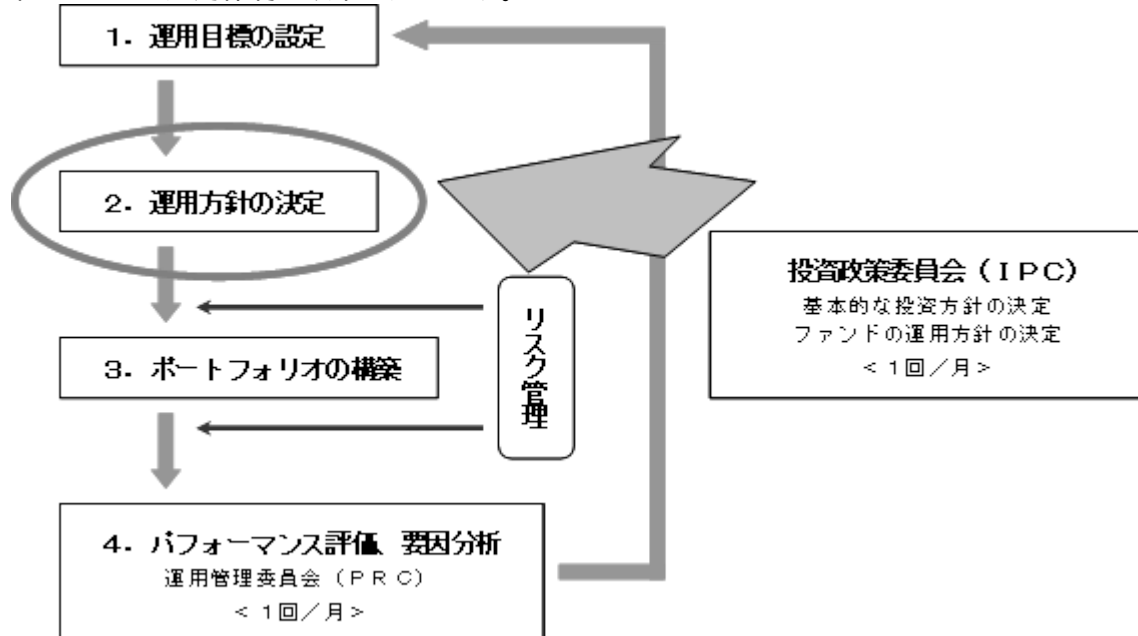 1．運用目標の設定
2．運用方針の決定
投資政策委員会（ＩＰＣ）
基本的な投資方針の決定
ファンドの運用方針の決定
＜１回／月＞
リスク管理
3．ポートフォリオの構築
4．パフォーマンス評価、要因分析
運用管理委員会（ＰＲＣ）
＜１回／月＞